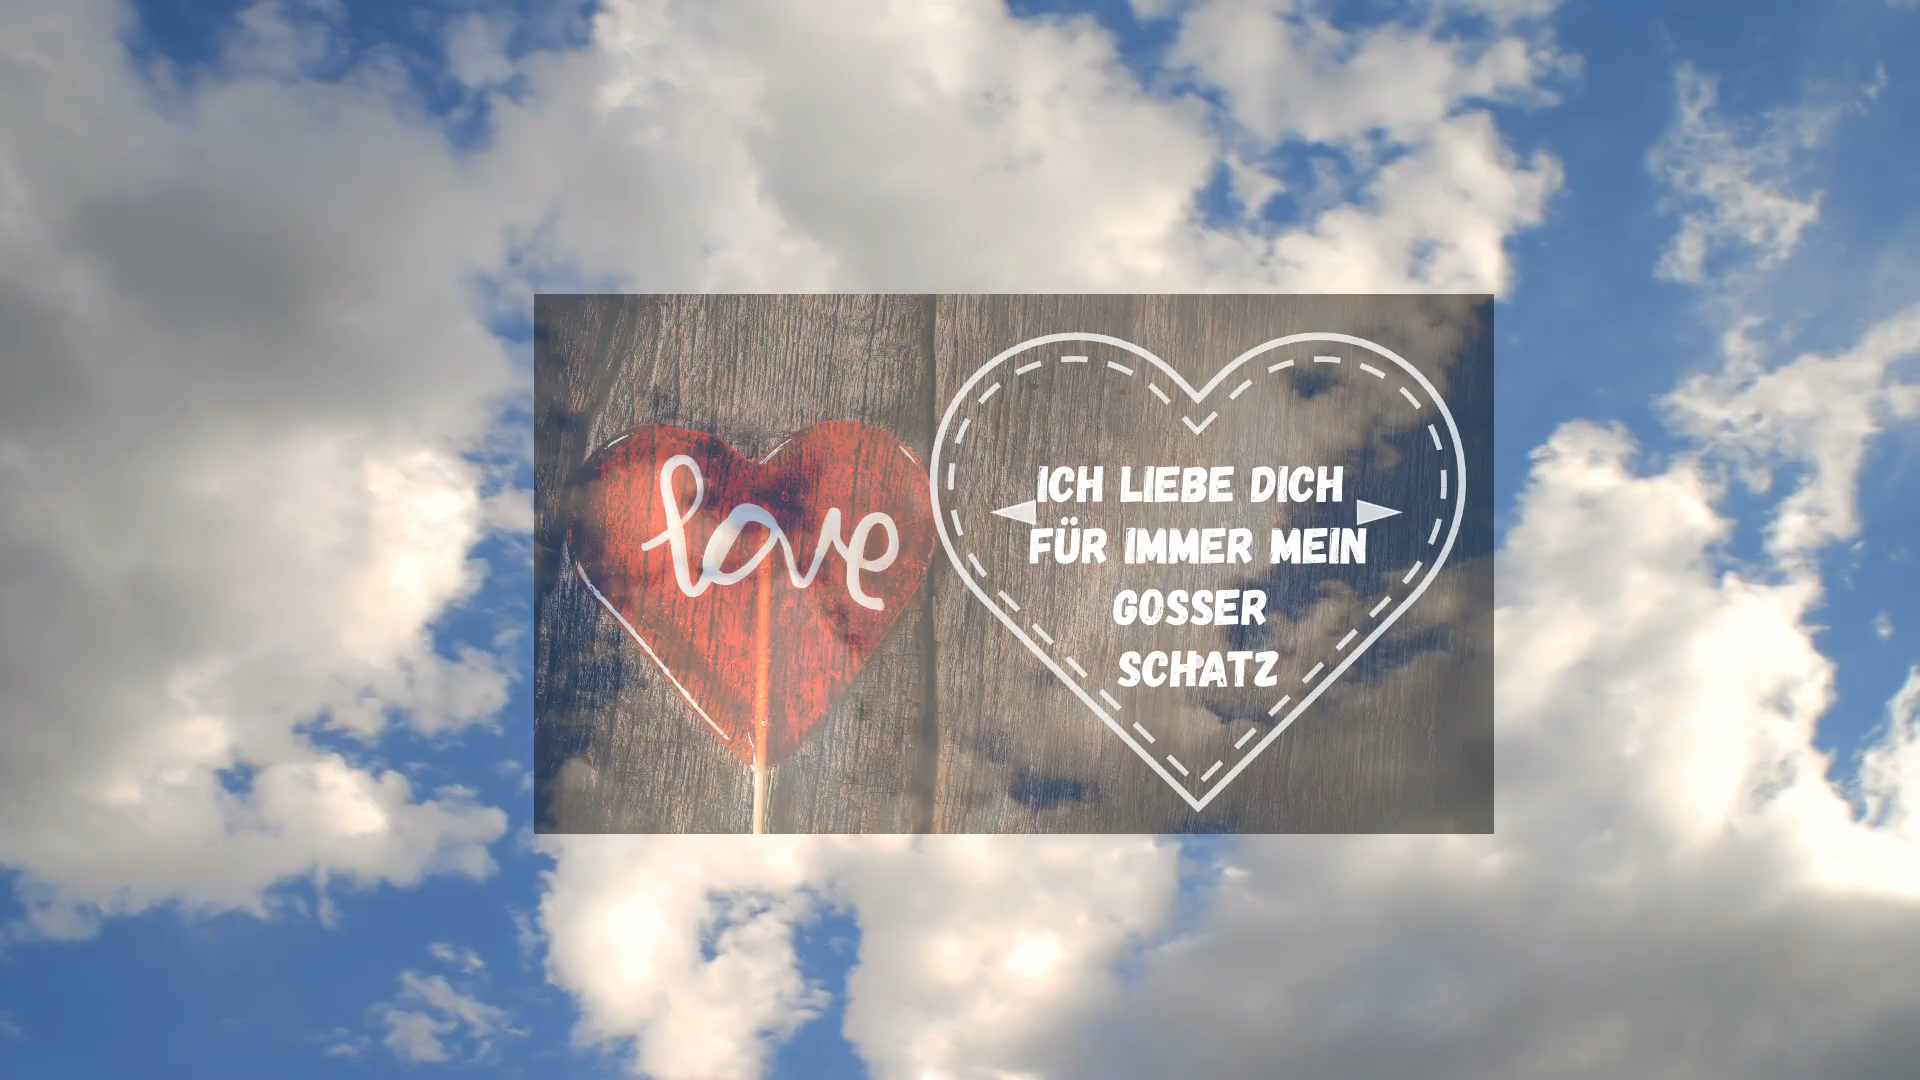 love
ICH LIEBE DICH
FÜR IMMER MEIN
GOSSER
SCHATZ